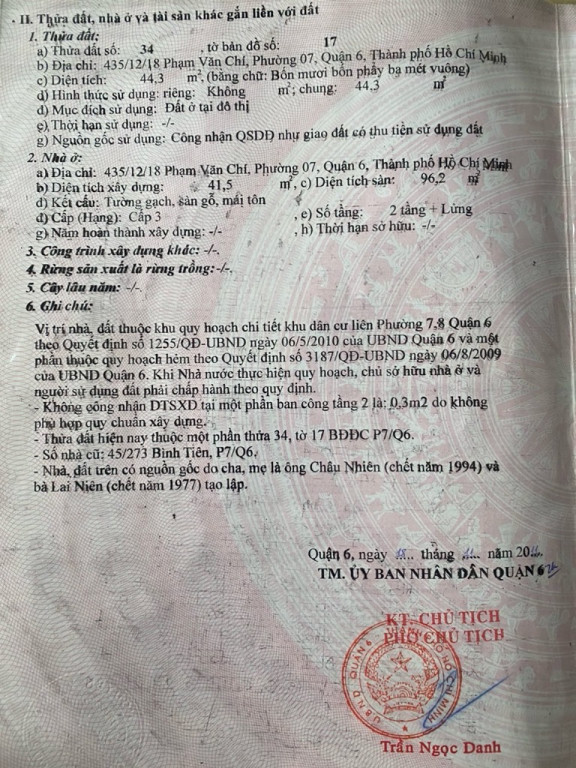 II. Thửa đất, nhà ở và tài sản khác gắn liền với đất
1. Thửa đất:
a) Thửa đất số: 34 , tờ bản đồ số: 17
b) Địa chỉ: 435/12/18 Phạm Văn Chí, Phường 07, Quận 6, Thành phố Hồ Chí Minh
c) Diện tích: 44,3 m², (bằng chữ: Bốn mươi bốn phẩy ba mét vuông)
d) Hình thức sử dụng: riêng: Không m²; chung: 44,3 m²
đ) Mục đích sử dụng: Đất ở tại đô thị
e) Thời hạn sử dụng: -/-
g) Nguồn gốc sử dụng: Công nhận QSDĐ như giao đất có thu tiền sử dụng đất
2. Nhà ở:
a) Địa chỉ: 435/12/18 Phạm Văn Chí, Phường 07, Quận 6, Thành phố Hồ Chí Minh
b) Diện tích xây dựng: 41,5 m², c) Diện tích sàn: 96,2 m²
d) Kết cấu: Tường gạch, sàn gỗ, mái tôn
đ) Cấp (Hạng): Cấp 3 , e) Số tầng: 2 tầng + Lửng
g) Năm hoàn thành xây dựng: -/- , h) Thời hạn sở hữu: -/-
3. Công trình xây dựng khác: -/-.
4. Rừng sản xuất là rừng trồng: -/-.
5. Cây lâu năm: -/-.
6. Ghi chú:
Vị trí nhà, đất thuộc khu quy hoạch chi tiết khu dân cư liên Phường 7,8 Quận 6
theo Quyết định số 1255/QĐ-UBND ngày 06/5/2010 của UBND Quận 6 và một
phần thuộc quy hoạch hẻm theo Quyết định số 3187/QĐ-UBND ngày 06/8/2009
của UBND Quận 6. Khi Nhà nước thực hiện quy hoạch, chủ sở hữu nhà ở và
người sử dụng đất phải chấp hành theo quy định.
- Không công nhận DTSXD tại một phần ban công tầng 2 là: 0,3m2 do không
phù hợp quy chuẩn xây dựng.
- Thửa đất hiện nay thuộc một phần thửa 34, tờ 17 BĐĐC P7/Q6.
- Số nhà cũ: 45/273 Bình Tiên, P7/Q6.
- Nhà, đất trên có nguồn gốc do cha, mẹ là ông Châu Nhiên (chết năm 1994) và
bà Lai Niên (chết năm 1977) tạo lập.
Quận 6, ngày tháng năm 20
TM. ỦY BAN NHÂN DÂN QUẬN 6
KT. CHỦ TỊCH
PHÓ CHỦ TỊCH
Trần Ngọc Danh